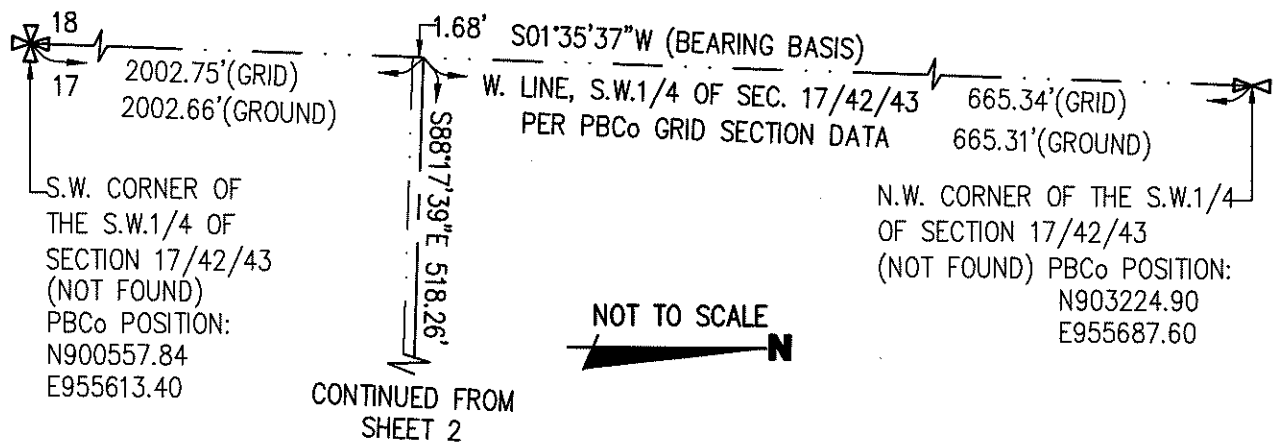 18
17
1.68'
S01°35'37"W (BEARING BASIS)
2002.75'(GRID)
2002.66'(GROUND)
W. LINE, S.W.1/4 OF SEC. 17/42/43
PER PBCo GRID SECTION DATA
665.34'(GRID)
665.31'(GROUND)
S88°17'39"E 518.26'
S.W. CORNER OF
THE S.W.1/4 OF
SECTION 17/42/43
(NOT FOUND)
PBCo POSITION:
N900557.84
E955613.40
N.W. CORNER OF THE S.W.1/4
OF SECTION 17/42/43
(NOT FOUND) PBCo POSITION:
N903224.90
E955687.60
NOT TO SCALE
N
CONTINUED FROM
SHEET 2